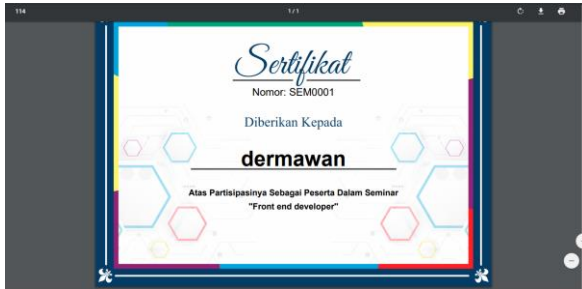 114
1 / 1
Sertifikat
Nomor: SEM0001
Diberikan Kepada
dermawan
Atas Partisipasinya Sebagai Peserta Dalam Seminar
"Front end developer"